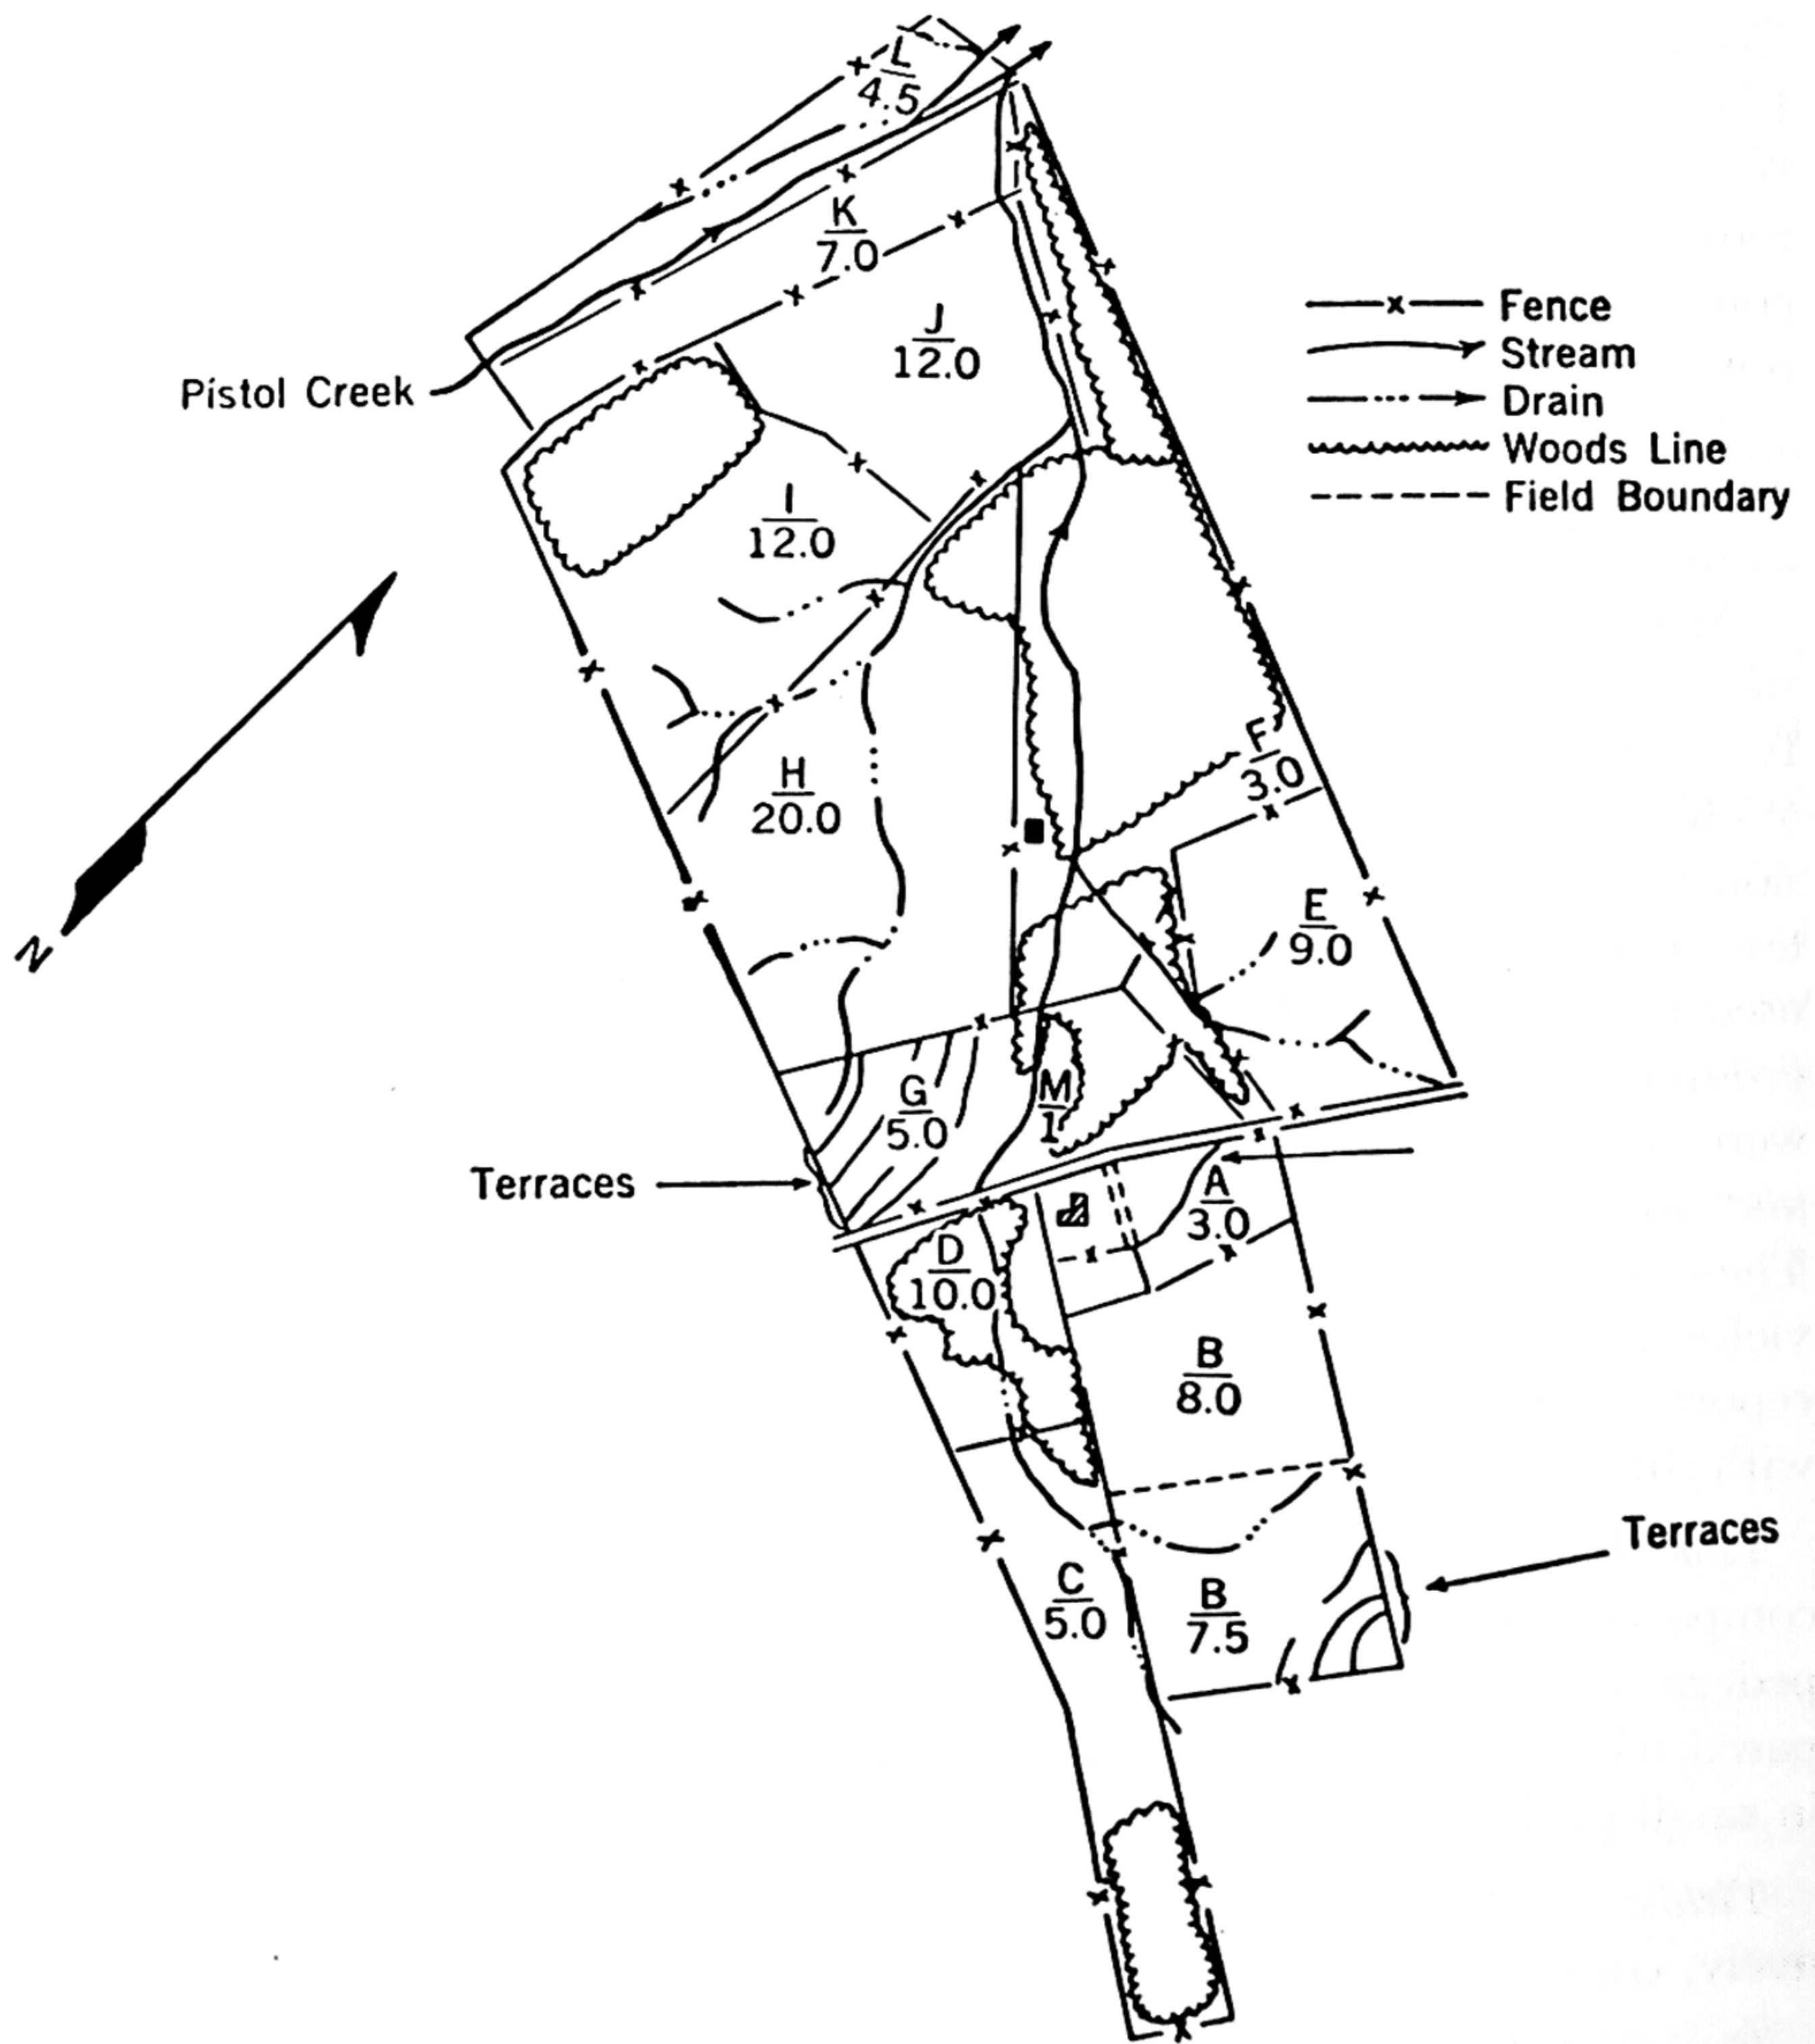 L
4.5
K
7.0
J
12.0
Fence
Stream
Drain
Woods Line
Field Boundary
Pistol Creek
I
12.0
F
3.0
H
20.0
E
9.0
N
G
5.0
M
1
Terraces
A
3.0
D
10.0
B
8.0
Terraces
C
5.0
B
7.5